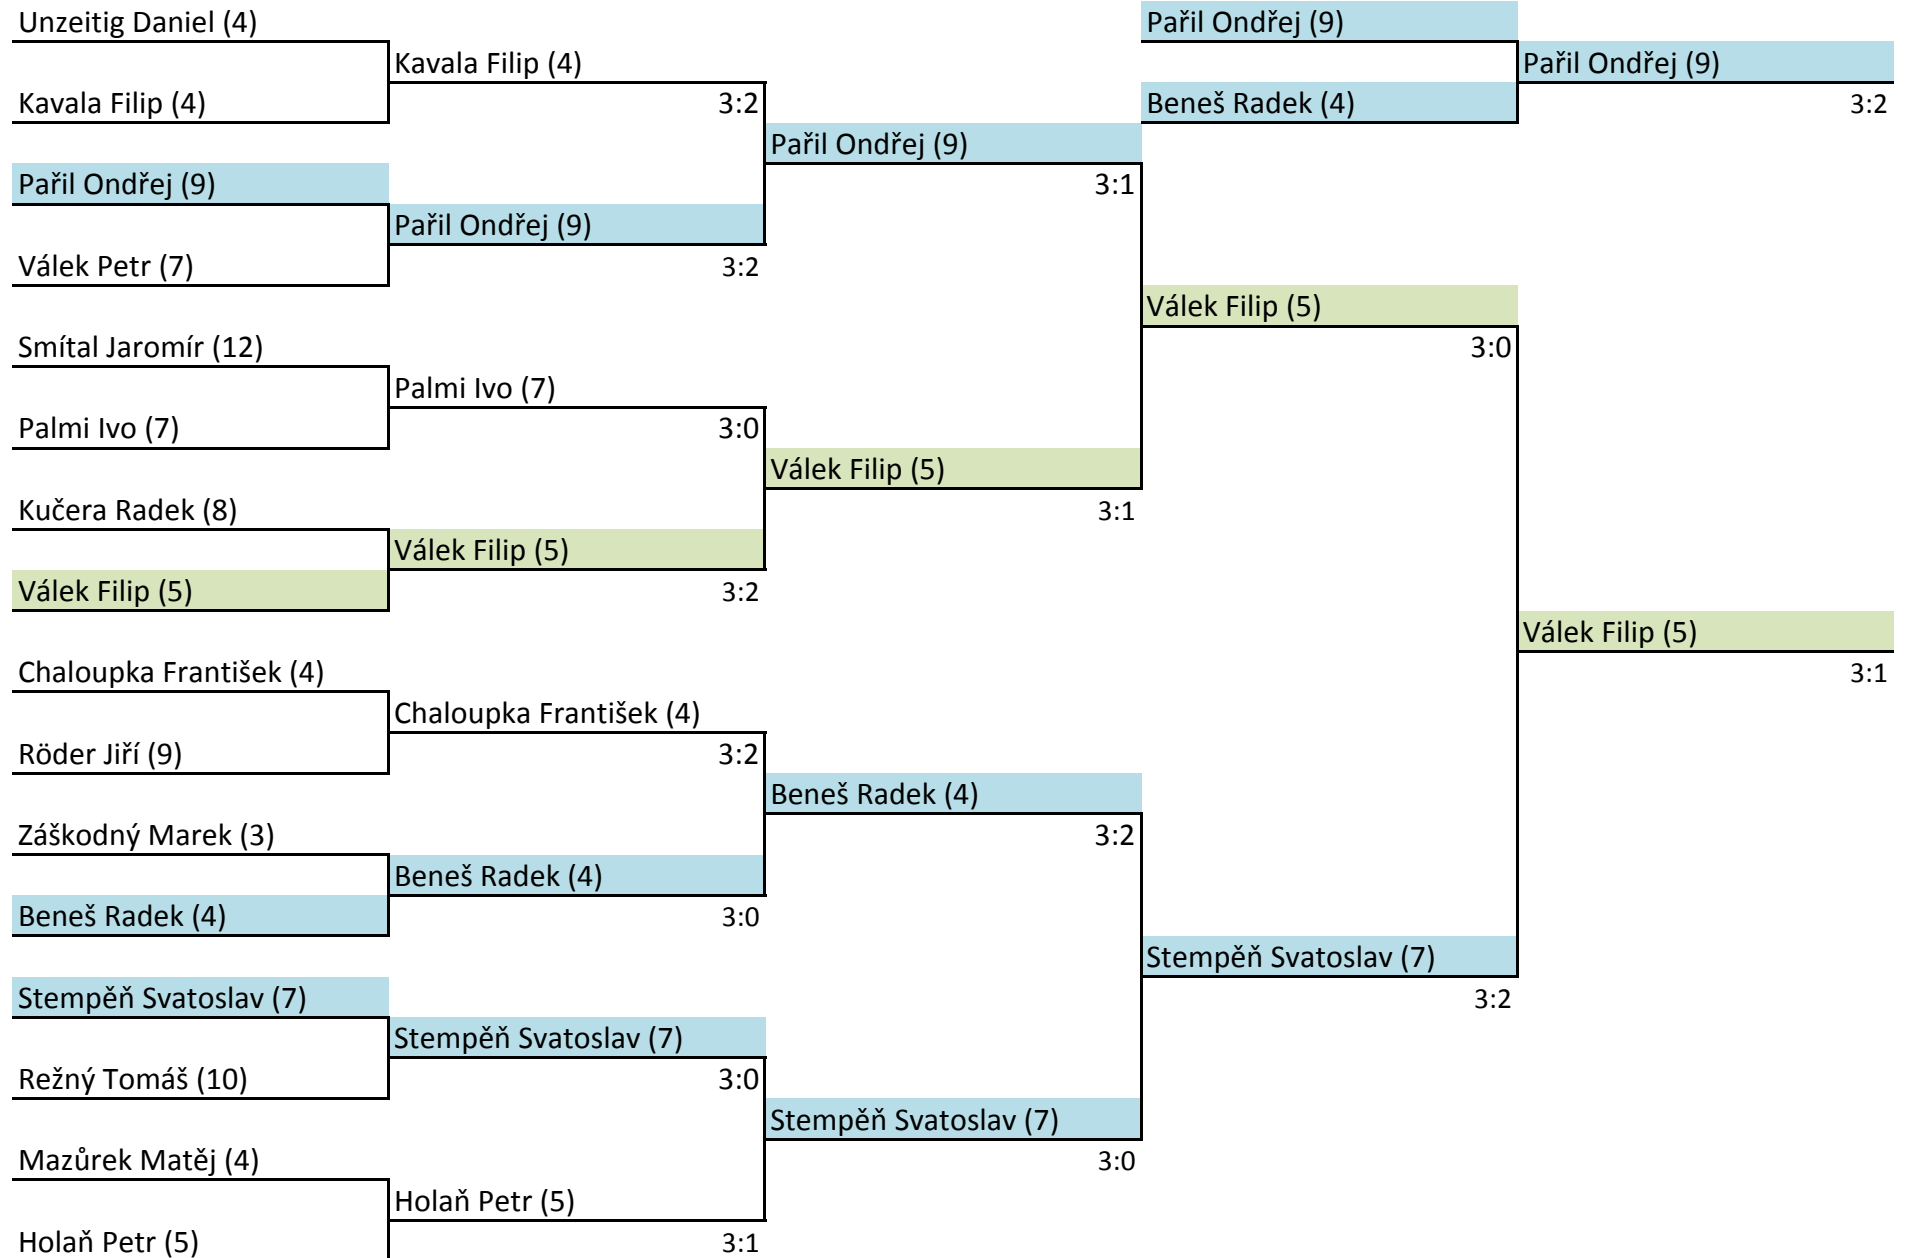 Unzeitig Daniel (4)
Pařil Ondřej (9)
Kavala Filip (4)
Pařil Ondřej (9)
Kavala Filip (4)
3:2
Beneš Radek (4)
3:2
Pařil Ondřej (9)
Pařil Ondřej (9)
3:1
Pařil Ondřej (9)
Válek Petr (7)
3:2
Válek Filip (5)
Smítal Jaromír (12)
3:0
Palmi Ivo (7)
Palmi Ivo (7)
3:0
Válek Filip (5)
Kučera Radek (8)
3:1
Válek Filip (5)
Válek Filip (5)
3:2
Válek Filip (5)
Chaloupka František (4)
3:1
Chaloupka František (4)
Röder Jiří (9)
3:2
Beneš Radek (4)
Záškodný Marek (3)
3:2
Beneš Radek (4)
Beneš Radek (4)
3:0
Stempěň Svatoslav (7)
Stempěň Svatoslav (7)
3:2
Stempěň Svatoslav (7)
Režný Tomáš (10)
3:0
Stempěň Svatoslav (7)
Mazůrek Matěj (4)
3:0
Holaň Petr (5)
Holaň Petr (5)
3:1